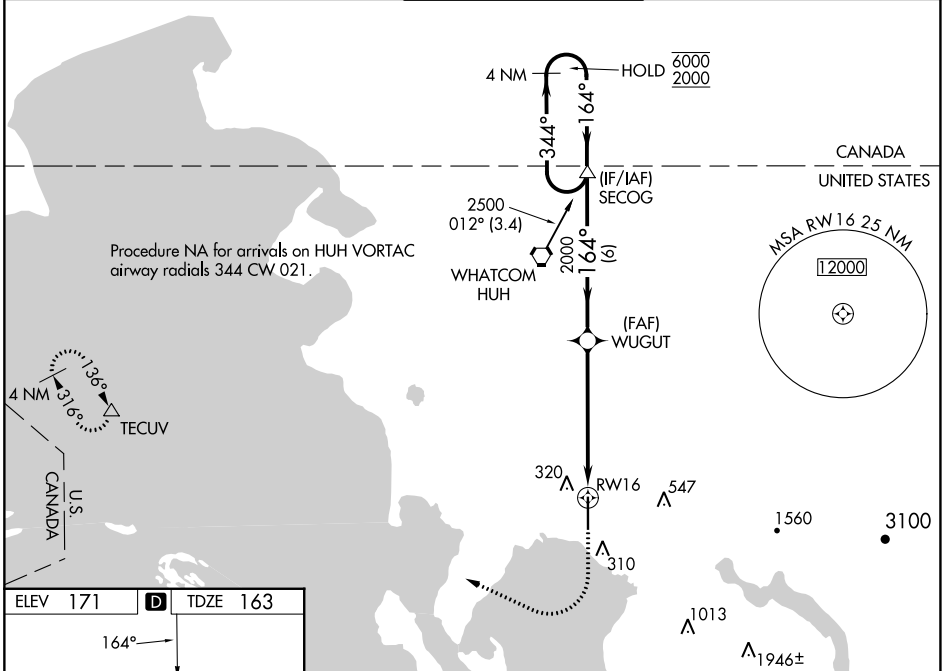 4 NM
HOLD
6000
2000
344°
164°
CANADA
UNITED STATES
(IF/IAF)
SECOG
2500
012° (3.4)
2000
164°
(6)
MSA RW16 25 NM
12000
Procedure NA for arrivals on HUH VORTAC
airway radials 344 CW 021.
WHATCOM
HUH
(FAF)
WUGUT
136°
4 NM
316°
TECUV
U.S.
CANADA
320
RW16
547
1560
3100
310
1013
1946±
ELEV 171 D TDZE 163
164°